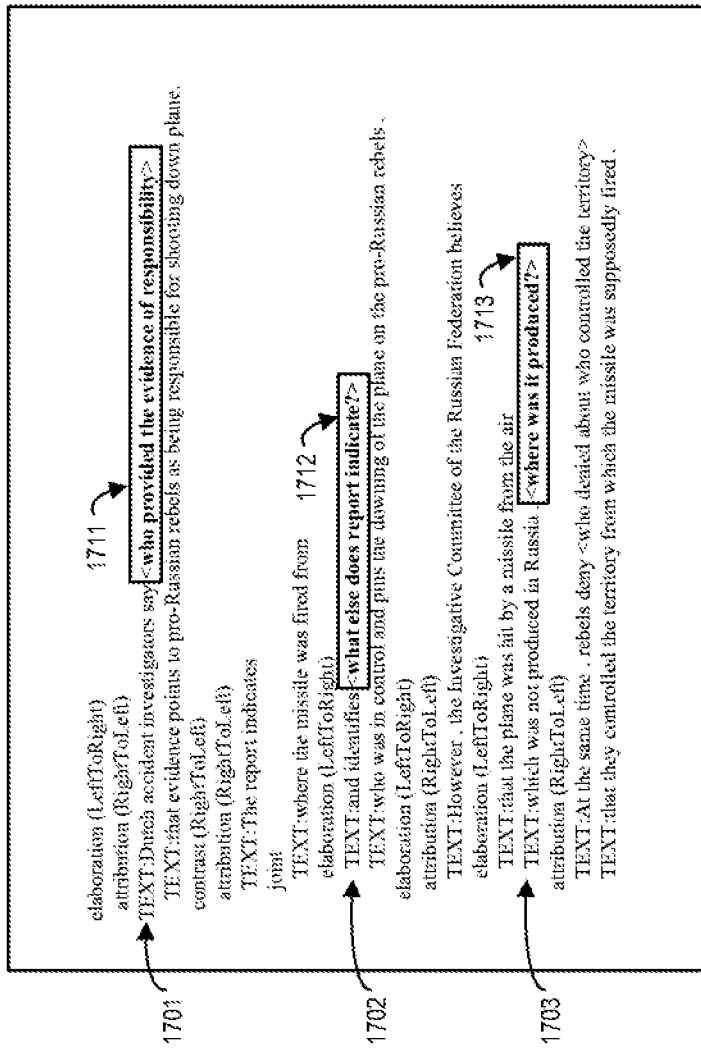 elaboration (LeftToRight)
attribution (RightToLeft)
TEXT:Dutch accident investigators say <who provided the evidence of responsibility>
TEXT:that evidence points to pro-Russian rebels as being responsible for shooting down plane.
contrast (RightToLeft)
attribution (RightToLeft)
TEXT:The report indicates
joint
TEXT:where the missile was fired from
elaboration (LeftToRight)
TEXT:and identifies <what else does report indicate?>
TEXT:who was in control and pins the downing of the plane on the pro-Russian rebels .
elaboration (LeftToRight)
attribution (RightToLeft)
TEXT:However , the Investigative Committee of the Russian Federation believes
elaboration (LeftToRight)
TEXT:that the plane was hit by a missile from the air
TEXT:which was not produced in Russia . <where was it produced?>
attribution (RightToLeft)
TEXT:At the same time , rebels deny <who denied about who controlled the territory>
TEXT:that they controlled the territory from which the missile was supposedly fired .
1711
1712
1713
1701
1702
1703